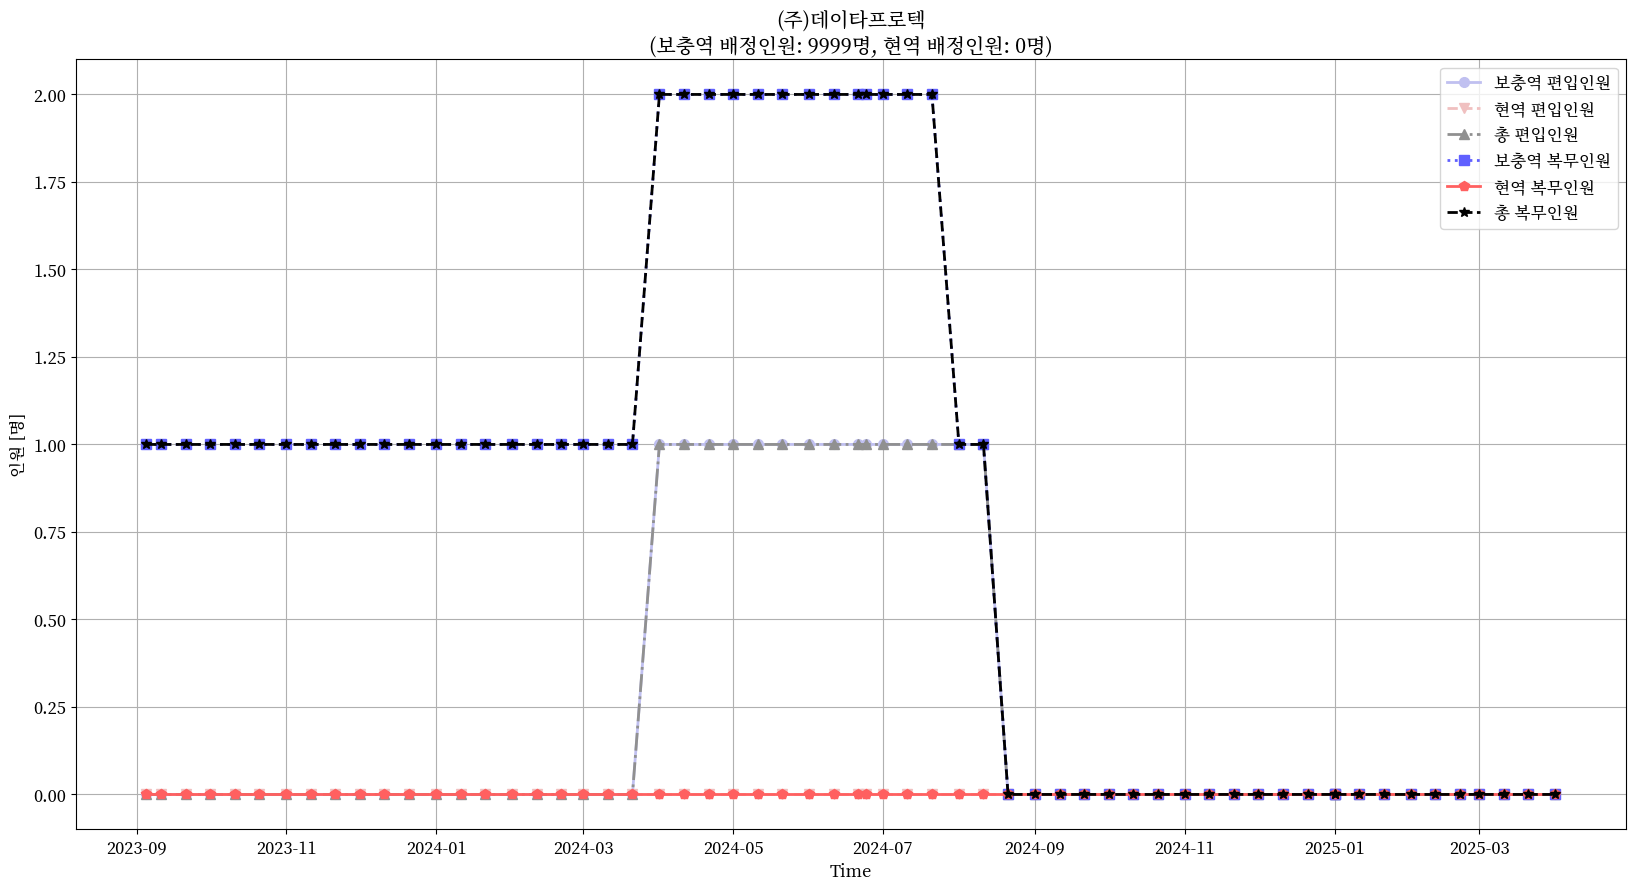 (주)데이타프로텍
(보충역 배정인원: 9999명, 현역 배정인원: 0명)
보충역 편입인원
현역 편입인원
총 편입인원
보충역 복무인원
현역 복무인원
총 복무인원
인원 [명]
2.00
1.75
1.50
1.25
1.00
0.75
0.50
0.25
0.00
2023-09
2023-11
2024-01
2024-03
2024-05
2024-07
2024-09
2024-11
2025-01
2025-03
Time